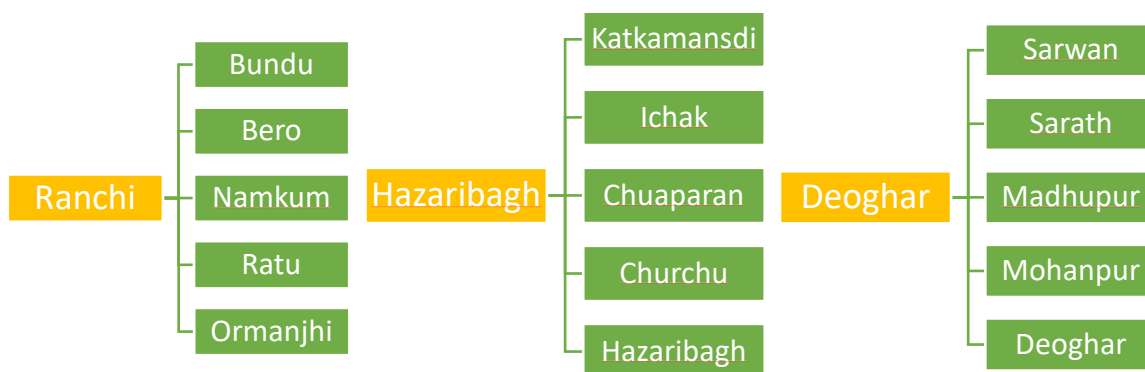 Ranchi
Bundu
Bero
Namkum
Ratu
Ormanjhi
Hazaribagh
Katkamansdi
Ichak
Chuaparan
Churchu
Hazaribagh
Deoghar
Sarwan
Sarath
Madhupur
Mohanpur
Deoghar